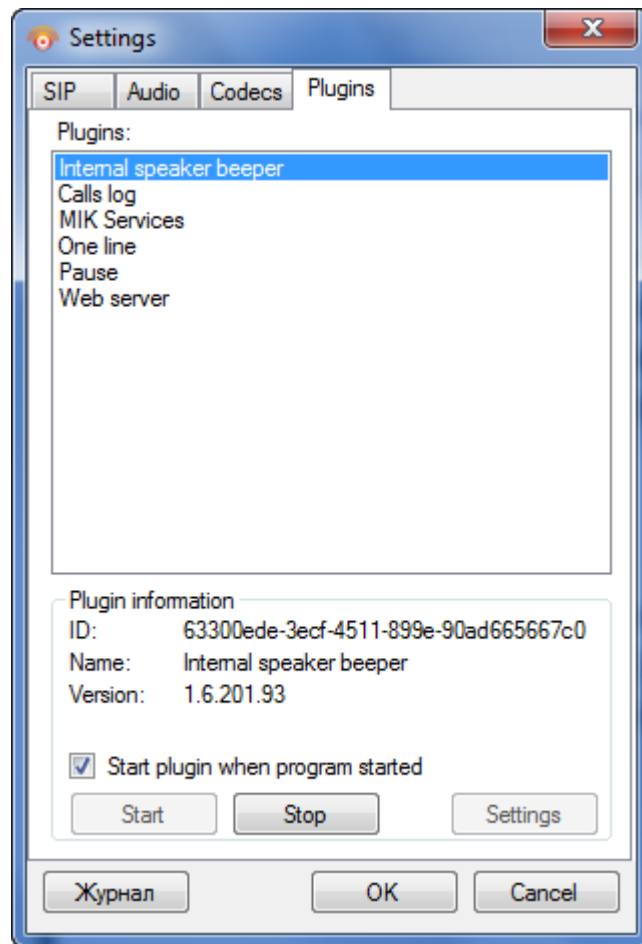 Settings
SIP Audio Codecs Plugins
Plugins:
Internal speaker beeper
Calls log
MIK Services
One line
Pause
Web server
Plugin information
ID: 63300ede-3ecf-4511-899e-90ad665667c0
Name: Internal speaker beeper
Version: 1.6.201.93
Start plugin when program started
Start Stop Settings
Журнал OK Cancel